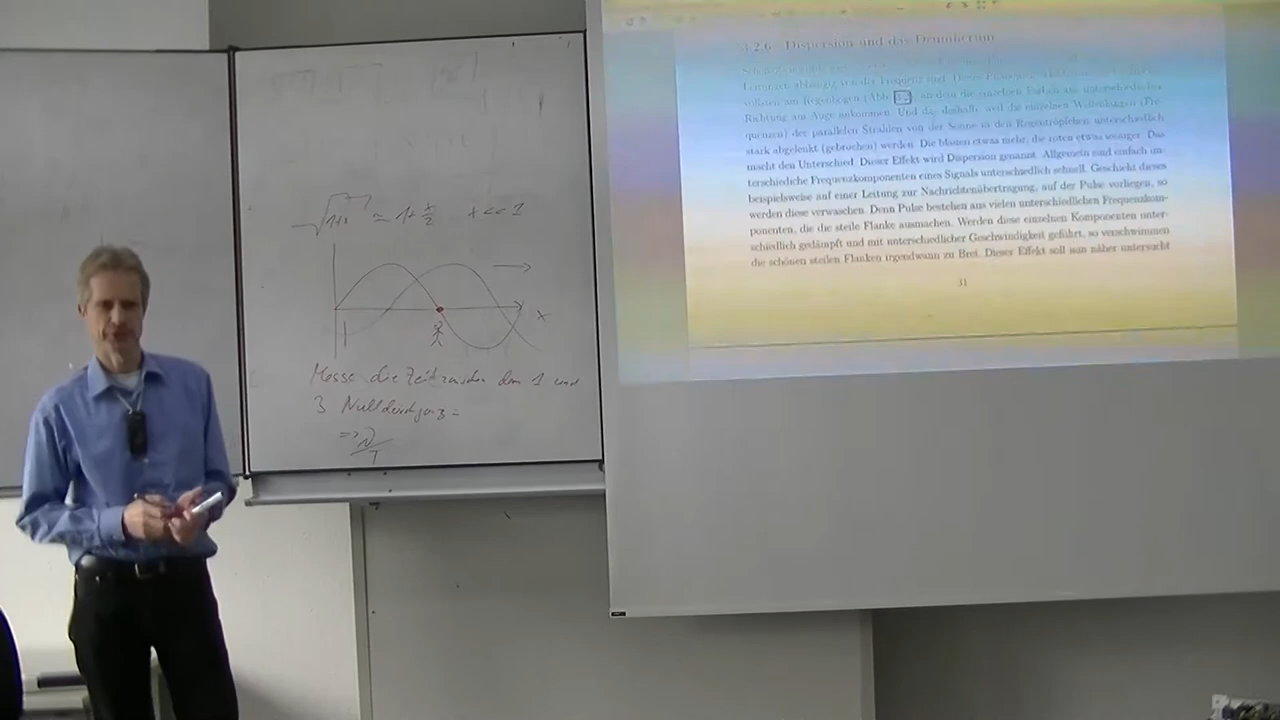 √1+x ≈ 1+x/2 x << 1
x
Messe die Zeit zwischen dem 1 und
3 Nulldurchgang
=> λ/T
3.2.6 Dispersion und das Drumherum
Leitungen abhängig von der Frequenz sind.
vollsten am Regenbogen (Abb. ), an dem die einzelnen Farben aus unterschiedlicher
Richtung am Auge ankommen. Und das deshalb, weil die einzelnen Wellenlängen (Fre-
quenzen) der parallelen Strahlen von der Sonne in den Regentröpfchen unterschiedlich
stark abgelenkt (gebrochen) werden. Die blauen etwas mehr, die roten etwas weniger. Das
macht den Unterschied. Dieser Effekt wird Dispersion genannt. Allgemein sind einfach un-
terschiedliche Frequenzkomponenten eines Signals unterschiedlich schnell. Geschieht dieses
beispielsweise auf einer Leitung zur Nachrichtenübertragung, auf der Pulse vorliegen, so
werden diese verwaschen. Denn Pulse bestehen aus vielen unterschiedlichen Frequenzkom-
ponenten, die die steile Flanke ausmachen. Werden diese einzelnen Komponenten unter-
schiedlich gedämpft und mit unterschiedlicher Geschwindigkeit geführt, so verschwimmen
die schönen steilen Flanken irgendwann zu Brei. Dieser Effekt soll nun näher untersucht
31